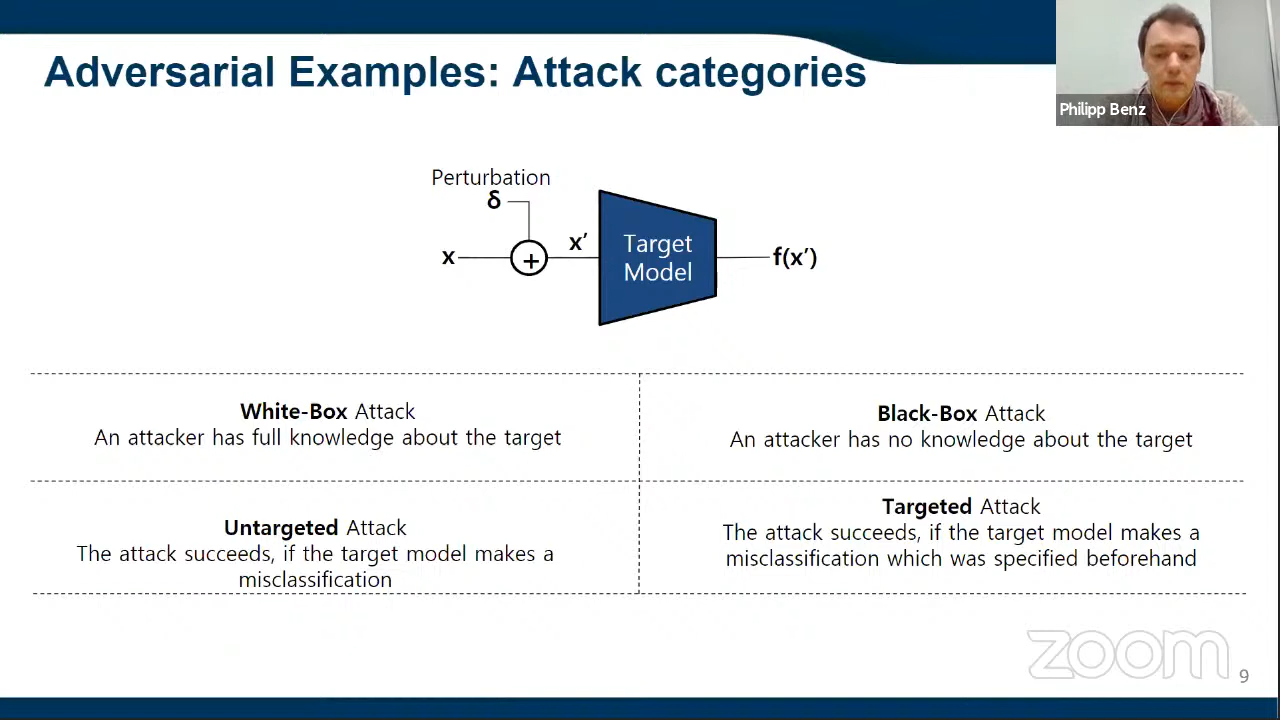 Adversarial Examples: Attack categories
Philipp Benz
Perturbation
δ
x
+
x′
Target
Model
f(x′)
White-Box Attack
An attacker has full knowledge about the target
Black-Box Attack
An attacker has no knowledge about the target
Untargeted Attack
The attack succeeds, if the target model makes a
misclassification
Targeted Attack
The attack succeeds, if the target model makes a
misclassification which was specified beforehand
zoom
9